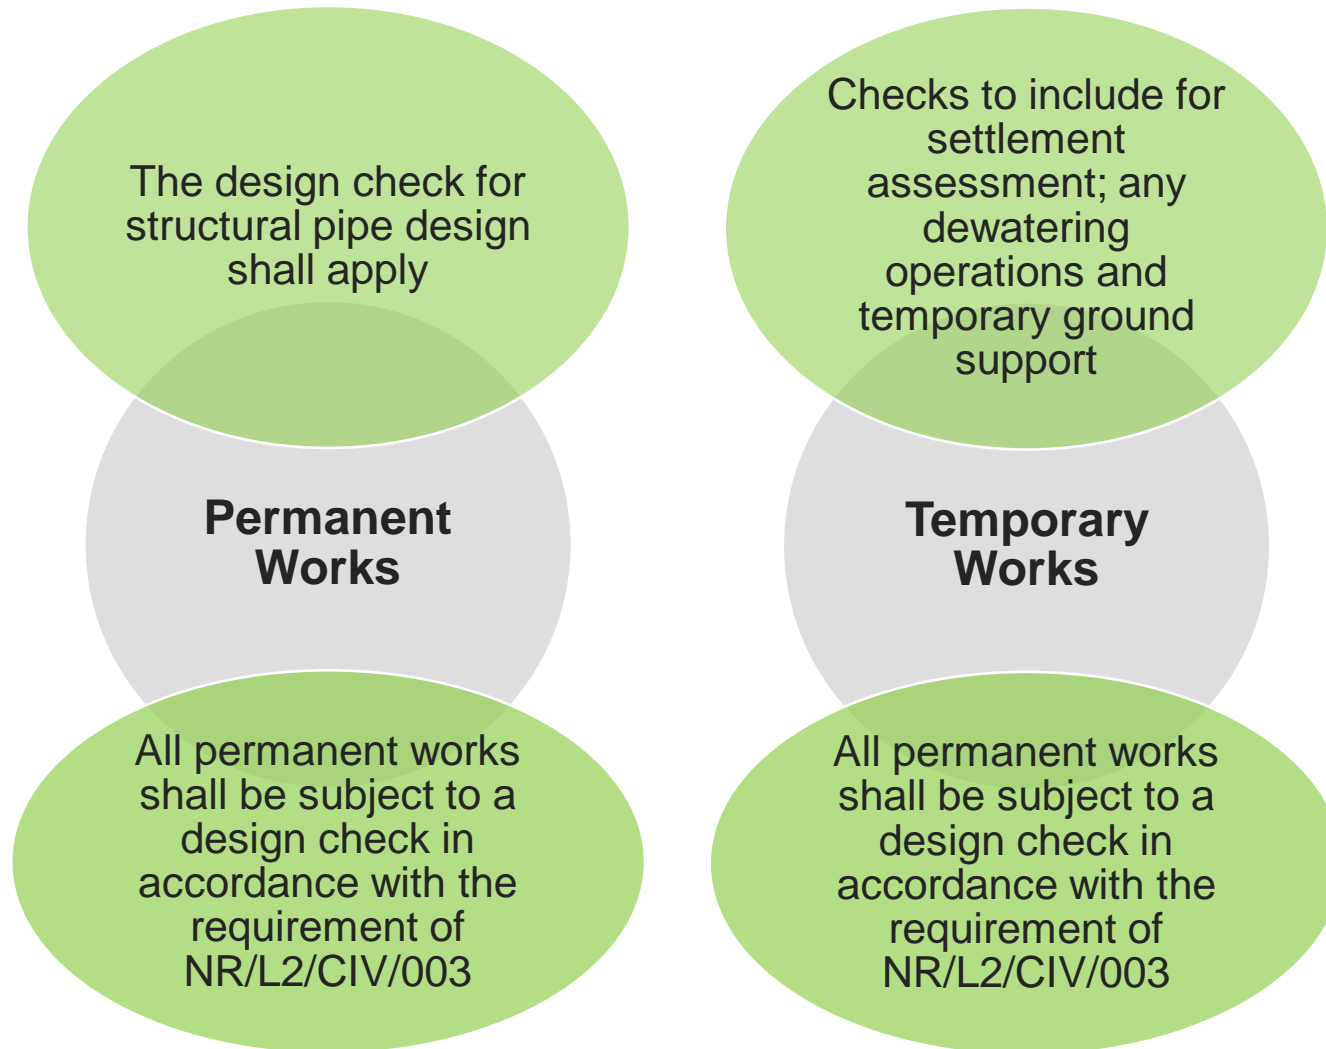 The design check for
structural pipe design
shall apply
Permanent
Works
All permanent works
shall be subject to a
design check in
accordance with the
requirement of
NR/L2/CIV/003
Checks to include for
settlement
assessment; any
dewatering
operations and
temporary ground
support
Temporary
Works
All permanent works
shall be subject to a
design check in
accordance with the
requirement of
NR/L2/CIV/003